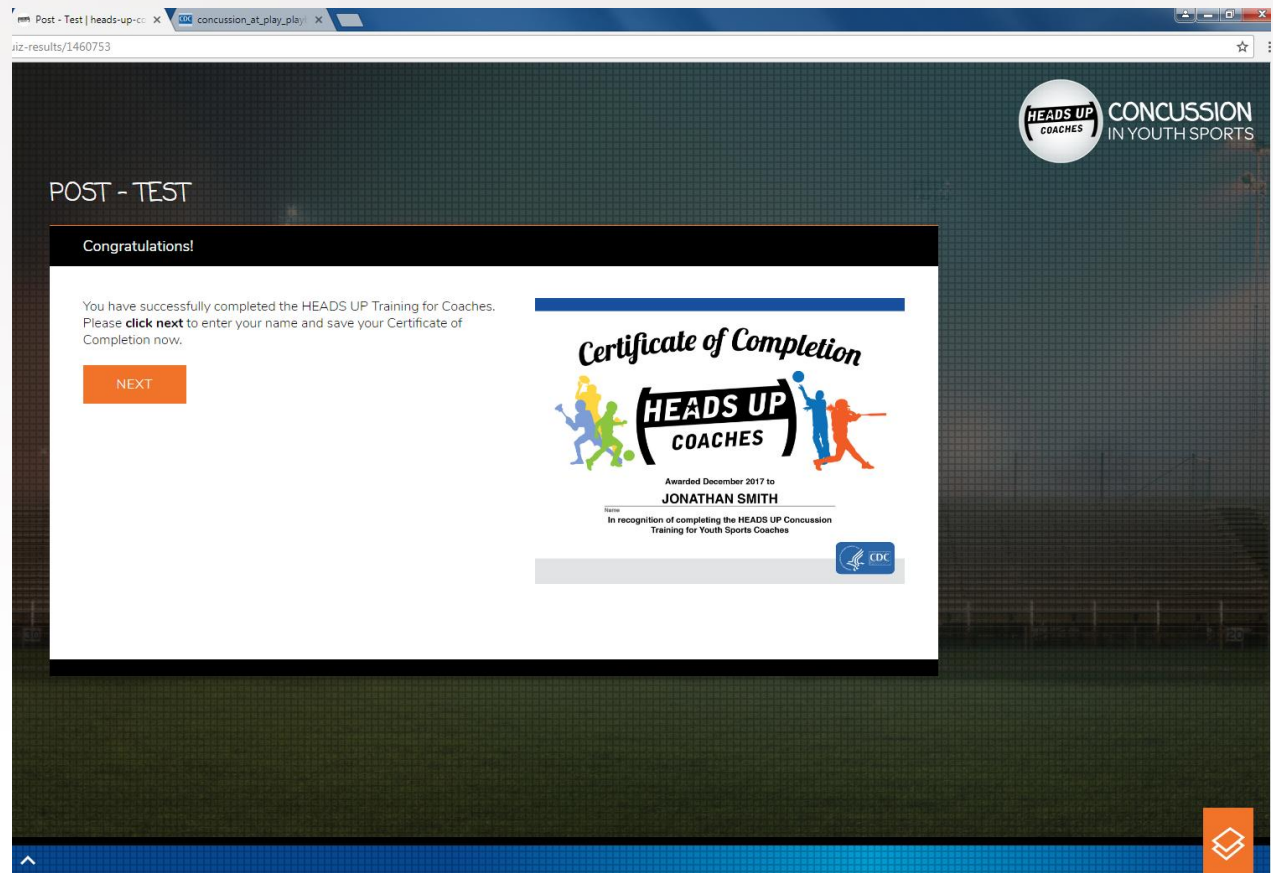 Post - Test | heads-up-cc
concussion_at_play_playl
iz-results/1460753
HEADS UP
COACHES
CONCUSSION
IN YOUTH SPORTS
POST - TEST
Congratulations!
You have successfully completed the HEADS UP Training for Coaches.
Please click next to enter your name and save your Certificate of
Completion now.
NEXT
Certificate of Completion
HEADS UP
COACHES
Awarded December 2017 to
JONATHAN SMITH
Name
In recognition of completing the HEADS UP Concussion
Training for Youth Sports Coaches
CDC
20